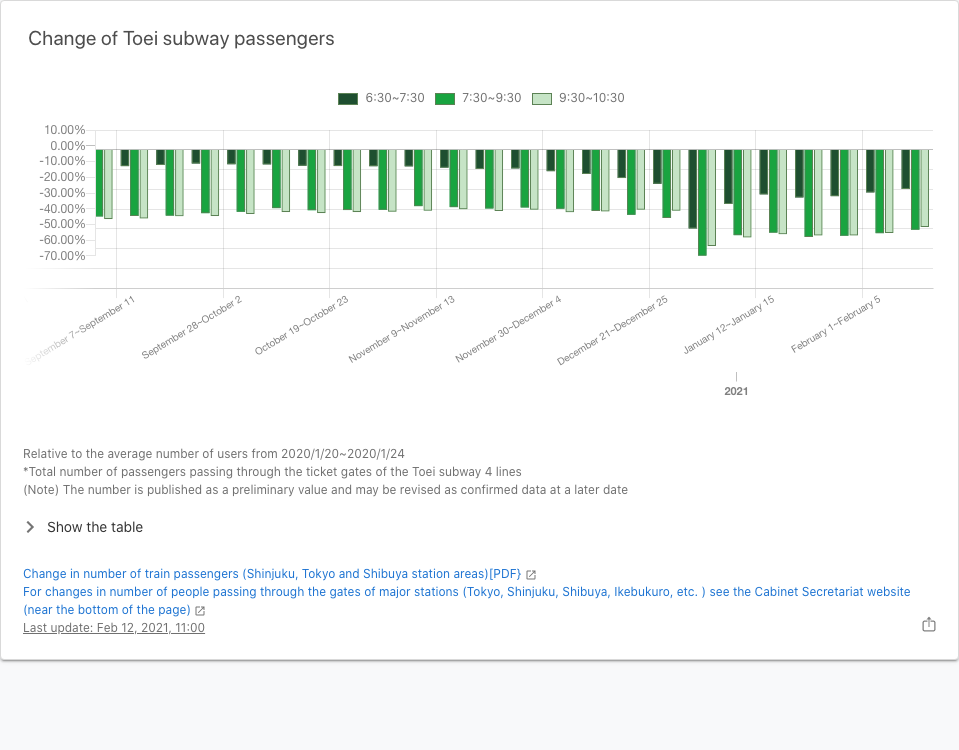 Change of Toei subway passengers
6:30~7:30 7:30~9:30 9:30~10:30
10.00%
0.00%
-10.00%
-20.00%
-30.00%
-40.00%
-50.00%
-60.00%
-70.00%
7~September 11
September 28~October 2
October 19~October 23
November 9~November 13
November 30~December 4
December 21~December 25
January 12~January 15
February 1~February 5
2021
Relative to the average number of users from 2020/1/20~2020/1/24
*Total number of passengers passing through the ticket gates of the Toei subway 4 lines
(Note) The number is published as a preliminary value and may be revised as confirmed data at a later date
Show the table
Change in number of train passengers (Shinjuku, Tokyo and Shibuya station areas)[PDF}
For changes in number of people passing through the gates of major stations (Tokyo, Shinjuku, Shibuya, Ikebukuro, etc. ) see the Cabinet Secretariat website
(near the bottom of the page)
Last update: Feb 12, 2021, 11:00